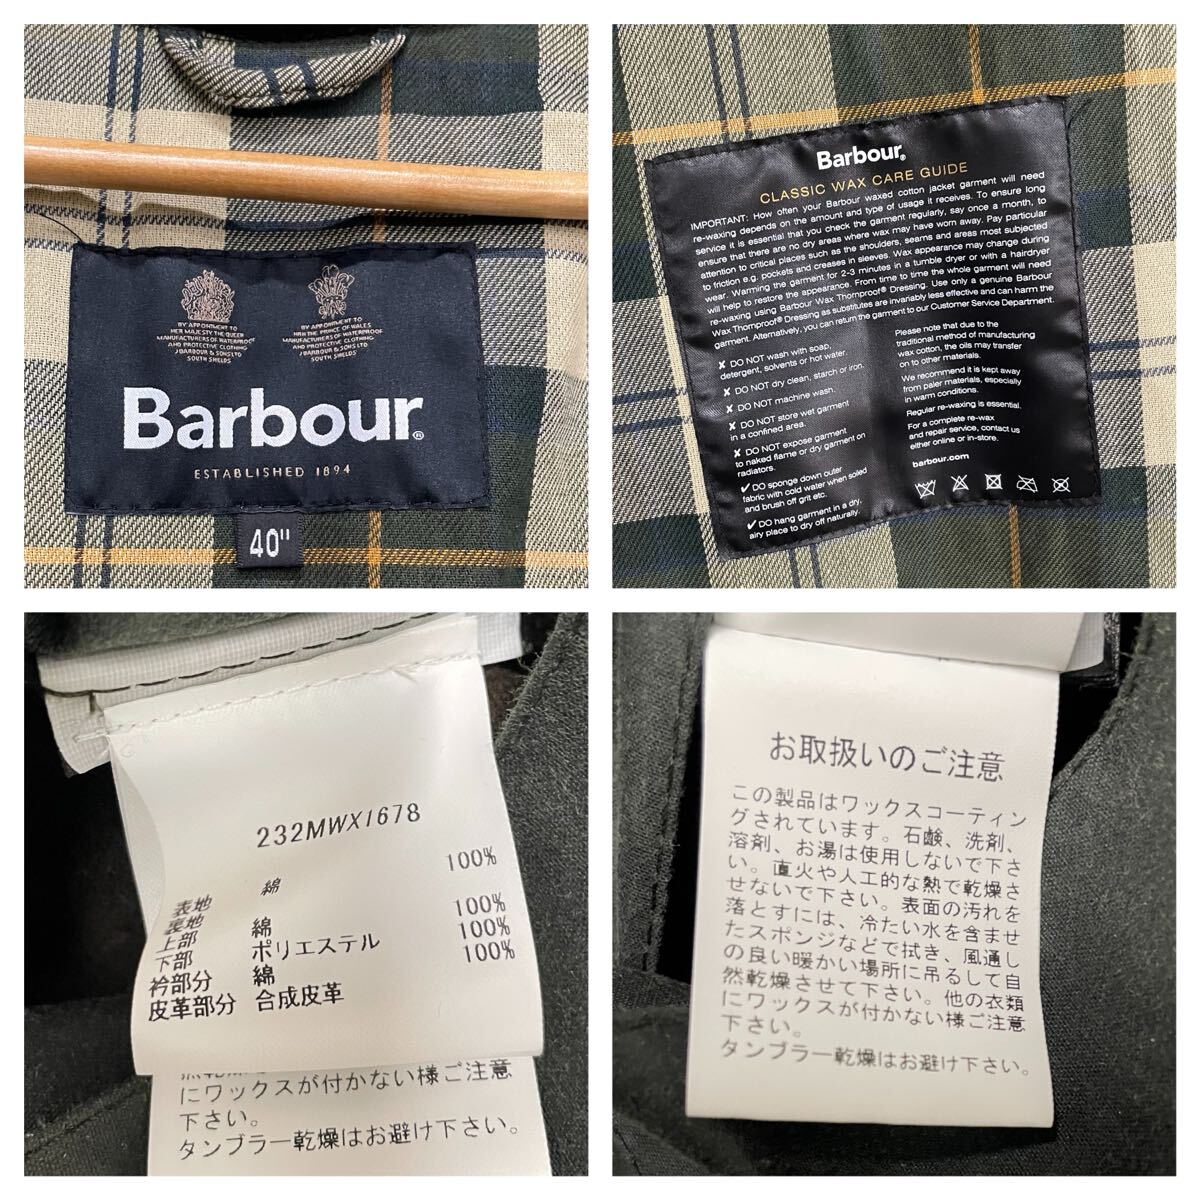 BY APPOINTMENT TO
HER MAJESTY THE QUEEN
MANUFACTURERS OF WATERPROOF
AND PROTECTIVE CLOTHING
J BARBOUR & SONS LTD
SOUTH SHIELDS
BY APPOINTMENT TO
HRH THE PRINCE OF WALES
MANUFACTURERS OF WATERPROOF
AND PROTECTIVE CLOTHING
J BARBOUR & SONS LTD
SOUTH SHIELDS
Barbour®
ESTABLISHED 1894
40"
Barbour®
CLASSIC WAX CARE GUIDE
IMPORTANT: How often your Barbour waxed cotton jacket garment will need
re-waxing depends on the amount and type of usage it receives. To ensure long
service it is essential that you check the garment regularly, say once a month, to
ensure that there are no dry areas where wax may have worn away. Pay particular
attention to critical places such as the shoulders, seams and areas most subjected
to friction e.g. pockets and creases in sleeves. Wax appearance may change during
wear. Warming the garment for 2-3 minutes in a tumble dryer or with a hairdryer
will help to restore the appearance. From time to time the whole garment will need
re-waxing using Barbour Wax Thornproof® Dressing. Use only a genuine Barbour
Wax Thornproof® Dressing as substitutes are invariably less effective and can harm the
garment. Alternatively, you can return the garment to our Customer Service Department.
✘ DO NOT wash with soap,
detergent, solvents or hot water.
✘ DO NOT dry clean, starch or iron.
✘ DO NOT machine wash.
✘ DO NOT store wet garment
in a confined area.
✘ DO NOT expose garment
to naked flame or dry garment on
radiators.
✔ DO sponge down outer
fabric with cold water when soiled
and brush off grit etc.
✔ DO hang garment in a dry,
airy place to dry off naturally.
Please note that due to the
traditional method of manufacturing
wax cotton, the oils may transfer
on to other materials.
We recommend it is kept away
from paler materials, especially
in warm conditions.
Regular re-waxing is essential.
For a complete re-wax
and repair service, contact us
either online or in-store.
barbour.com
232MWX1678
表地 綿 100%
裏地
上部 綿 100%
下部 ポリエステル 100%
衿部分 綿 100%
皮革部分 合成皮革
にワックスが付かない様ご注意
下さい。
タンブラー乾燥はお避け下さい。
お取扱いのご注意
この製品はワックスコーティン
グされています。石鹸、洗剤、
溶剤、お湯は使用しないで下さ
い。直火や人工的な熱で乾燥さ
せないで下さい。表面の汚れを
落とすには、冷たい水を含ませ
たスポンジなどで拭き、風通し
の良い暖かい場所に吊るして自
然乾燥させて下さい。他の衣類
にワックスが付かない様ご注意
下さい。
タンブラー乾燥はお避け下さい。